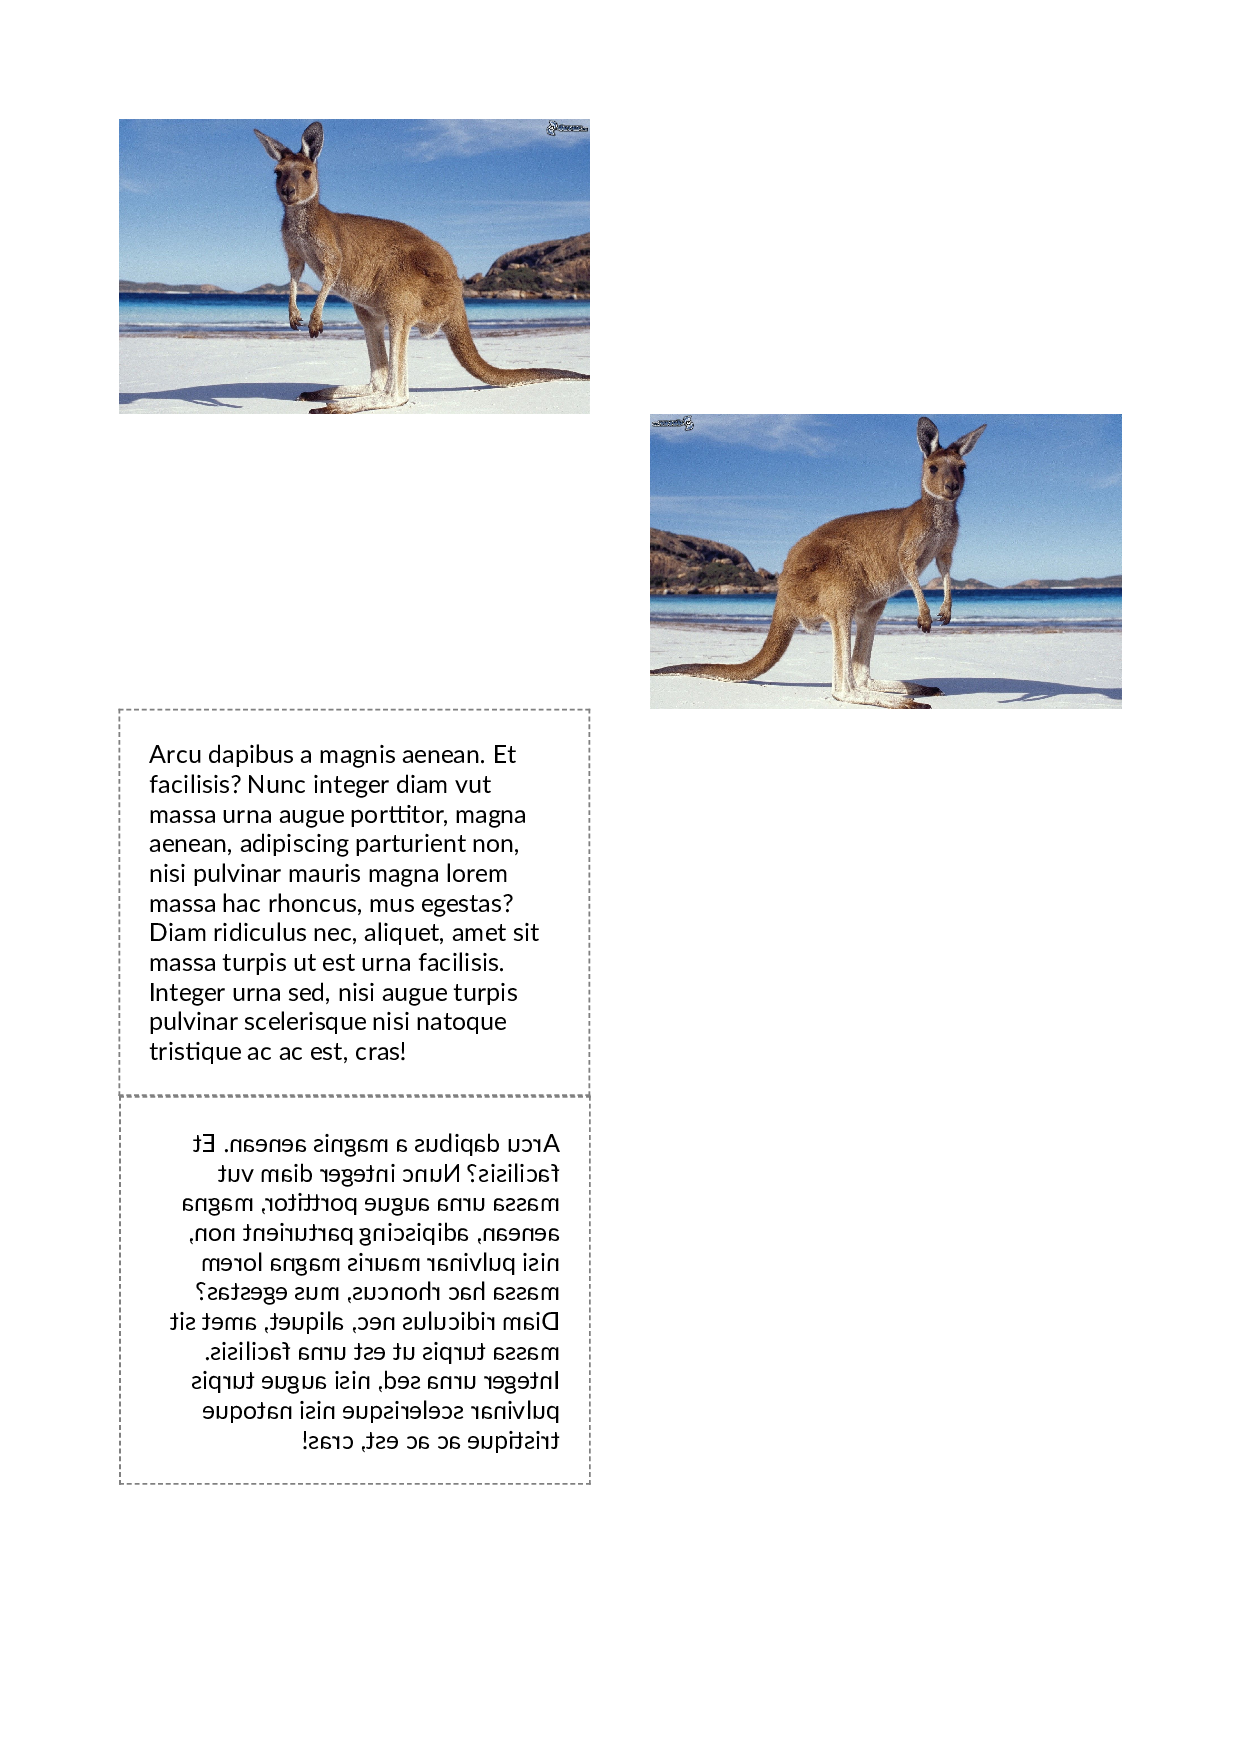 Arcu dapibus a magnis aenean. Et
facilisis? Nunc integer diam vut
massa urna augue porttitor, magna
aenean, adipiscing parturient non,
nisi pulvinar mauris magna lorem
massa hac rhoncus, mus egestas?
Diam ridiculus nec, aliquet, amet sit
massa turpis ut est urna facilisis.
Integer urna sed, nisi augue turpis
pulvinar scelerisque nisi natoque
tristique ac ac est, cras!
Arcu dapibus a magnis aenean. Et
facilisis? Nunc integer diam vut
massa urna augue porttitor, magna
aenean, adipiscing parturient non,
nisi pulvinar mauris magna lorem
massa hac rhoncus, mus egestas?
Diam ridiculus nec, aliquet, amet sit
massa turpis ut est urna facilisis.
Integer urna sed, nisi augue turpis
pulvinar scelerisque nisi natoque
tristique ac ac est, cras!